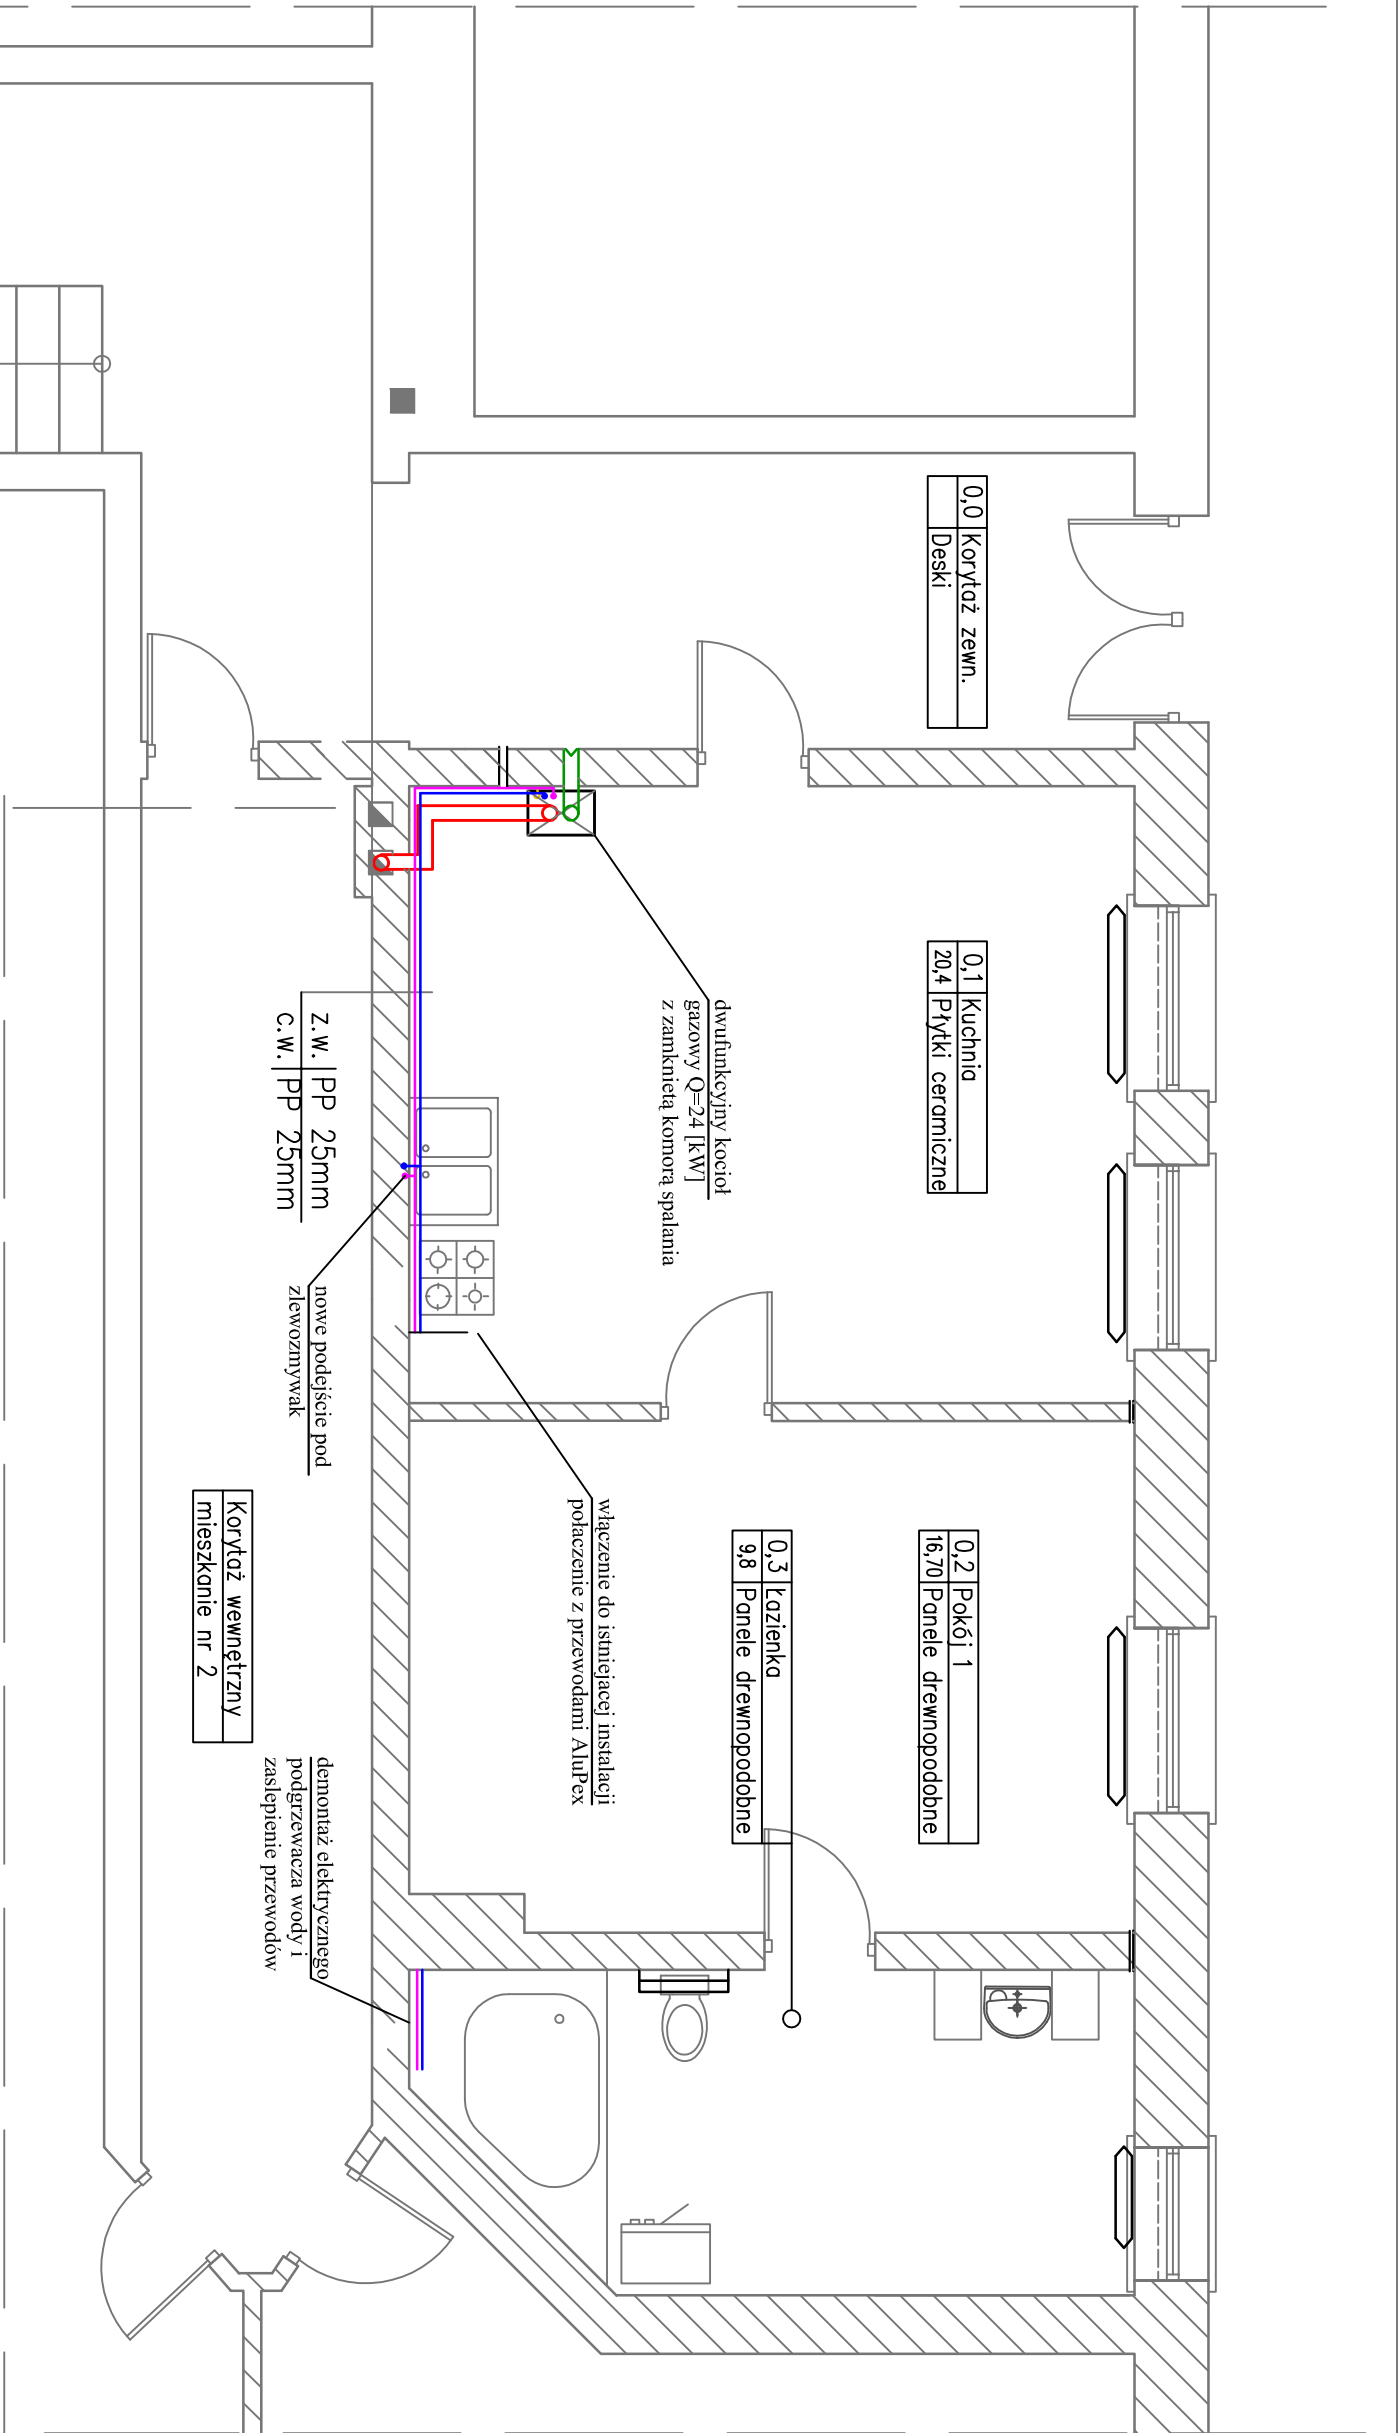 0,0 Korytaż zewn.
Deski
0,1 Kuchnia
20,4 Płytki ceramiczne
dwufunkcyjny kocioł
gazowy Q=24 [kW]
z zamknietą komorą spalania
z.w. PP 25mm
c.w. PP 25mm
nowe podejście pod
zlewozmywak
0,2 Pokój 1
16,70 Panele drewnopodobne
0,3 Łazienka
9,8 Panele drewnopodobne
włączenie do istniejacej instalacji
połaczenie z przewodami AluPex
Korytaż wewnętrzny
mieszkanie nr 2
demontaż elektrycznego
podgrzewacza wody i
zaslepienie przewodów